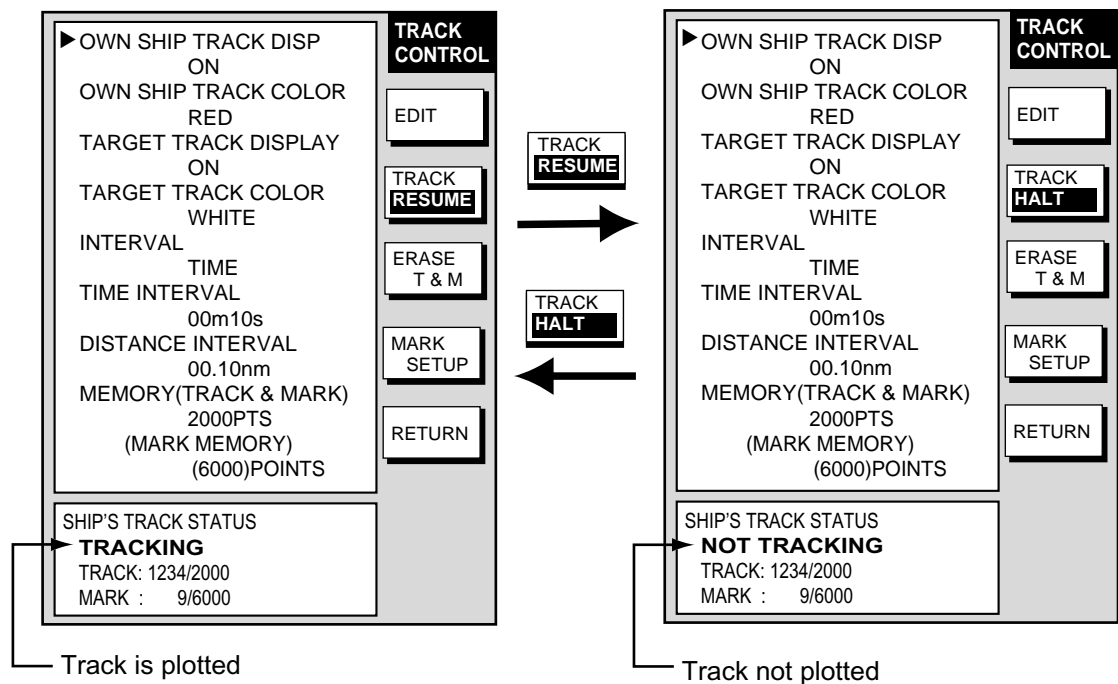 OWN SHIP TRACK DISP
ON
OWN SHIP TRACK COLOR
RED
TARGET TRACK DISPLAY
ON
TARGET TRACK COLOR
WHITE
INTERVAL
TIME
TIME INTERVAL
00m10s
DISTANCE INTERVAL
00.10nm
MEMORY(TRACK & MARK)
2000PTS
(MARK MEMORY)
(6000)POINTS
TRACK
CONTROL
EDIT
TRACK
RESUME
ERASE
T & M
MARK
SETUP
RETURN
SHIP'S TRACK STATUS
TRACKING
TRACK: 1234/2000
MARK : 9/6000
Track is plotted
TRACK
RESUME
TRACK
HALT
OWN SHIP TRACK DISP
ON
OWN SHIP TRACK COLOR
RED
TARGET TRACK DISPLAY
ON
TARGET TRACK COLOR
WHITE
INTERVAL
TIME
TIME INTERVAL
00m10s
DISTANCE INTERVAL
00.10nm
MEMORY(TRACK & MARK)
2000PTS
(MARK MEMORY)
(6000)POINTS
TRACK
CONTROL
EDIT
TRACK
HALT
ERASE
T & M
MARK
SETUP
RETURN
SHIP'S TRACK STATUS
NOT TRACKING
TRACK: 1234/2000
MARK : 9/6000
Track not plotted